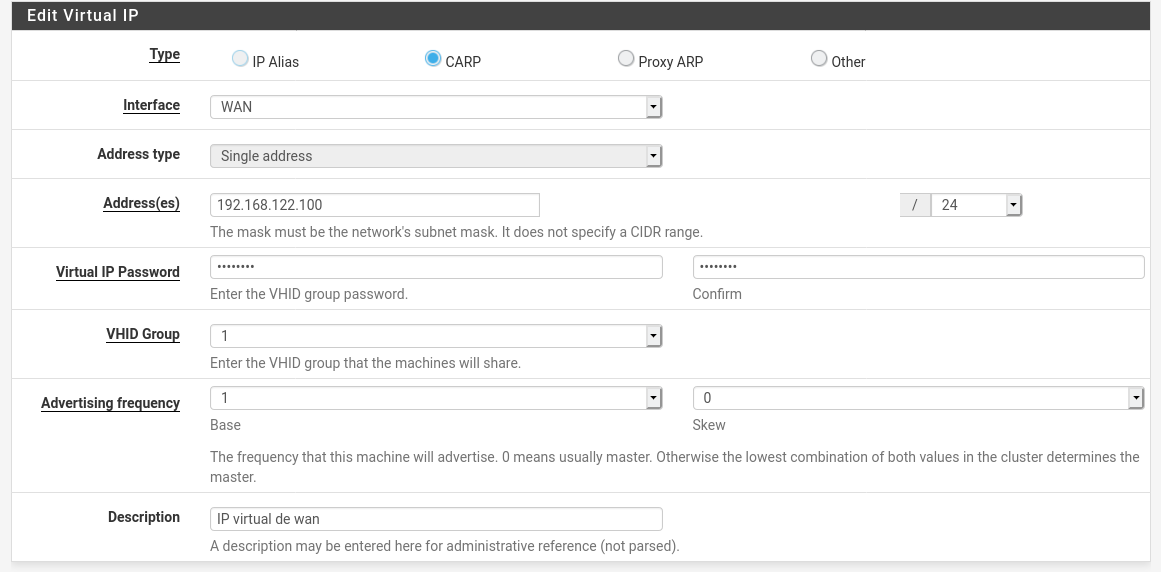 Edit Virtual IP
Type IP Alias CARP Proxy ARP Other
Interface WAN
Address type Single address
Address(es) 192.168.122.100 / 24
The mask must be the network's subnet mask. It does not specify a CIDR range.
Virtual IP Password •••••••• ••••••••
Enter the VHID group password. Confirm
VHID Group 1
Enter the VHID group that the machines will share.
Advertising frequency 1 0
Base Skew
The frequency that this machine will advertise. 0 means usually master. Otherwise the lowest combination of both values in the cluster determines the
master.
Description IP virtual de wan
A description may be entered here for administrative reference (not parsed).